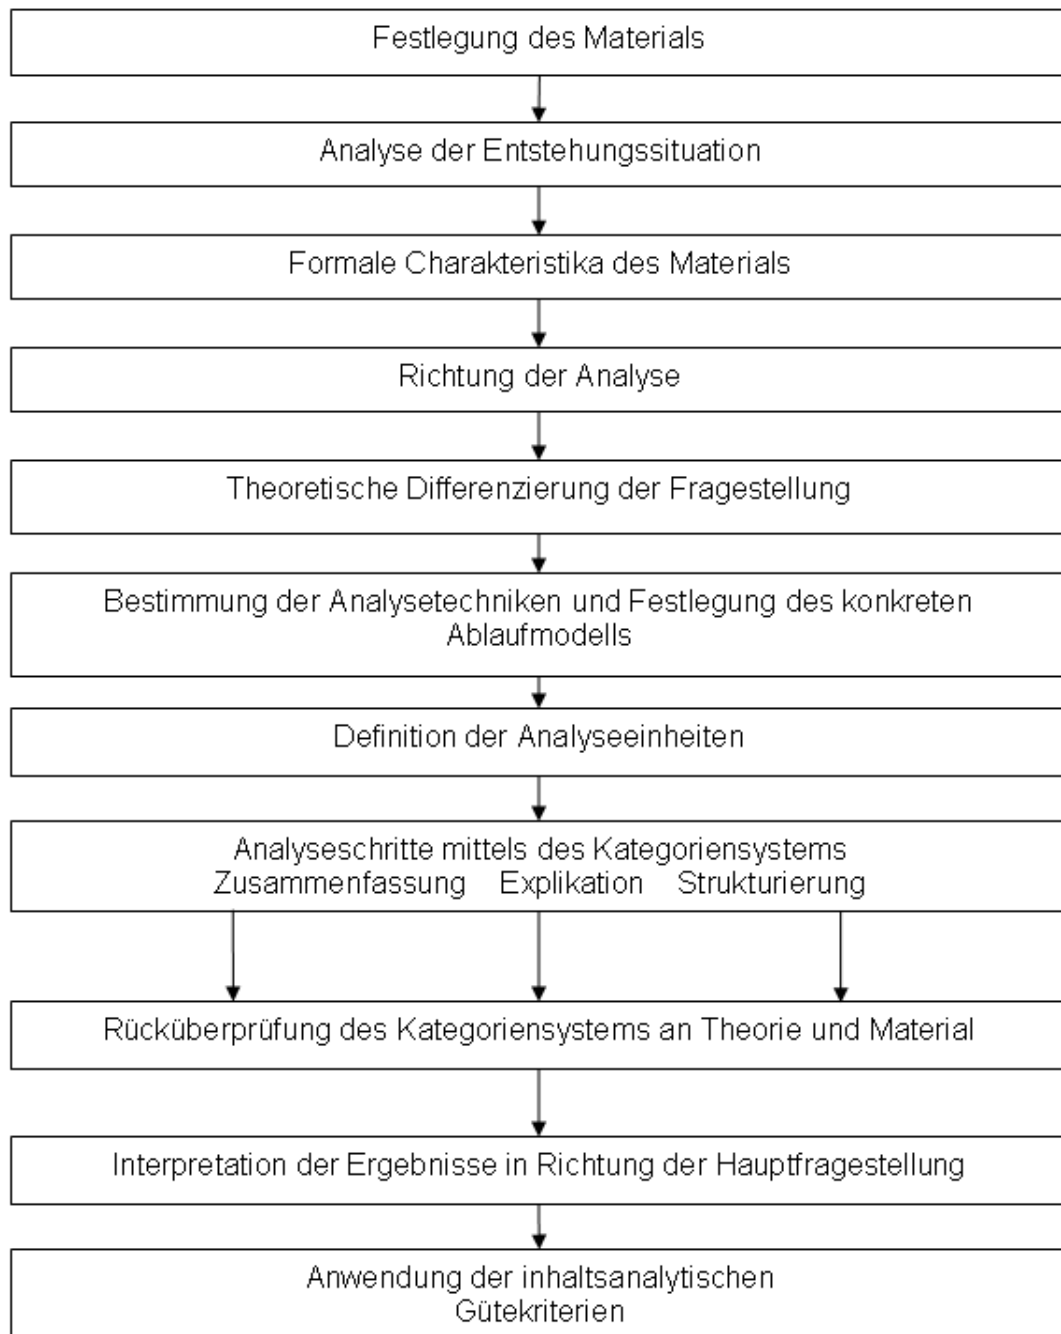 Festlegung des Materials
Analyse der Entstehungssituation
Formale Charakteristika des Materials
Richtung der Analyse
Theoretische Differenzierung der Fragestellung
Bestimmung der Analysetechniken und Festlegung des konkreten
Ablaufmodells
Definition der Analyseeinheiten
Analyseschritte mittels des Kategoriensystems
Zusammenfassung Explikation Strukturierung
Rücküberprüfung des Kategoriensystems an Theorie und Material
Interpretation der Ergebnisse in Richtung der Hauptfragestellung
Anwendung der inhaltsanalytischen
Gütekriterien